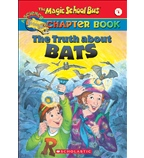 The Magic School Bus
CHAPTER BOOK
The Truth about
BATS
SCHOLASTIC